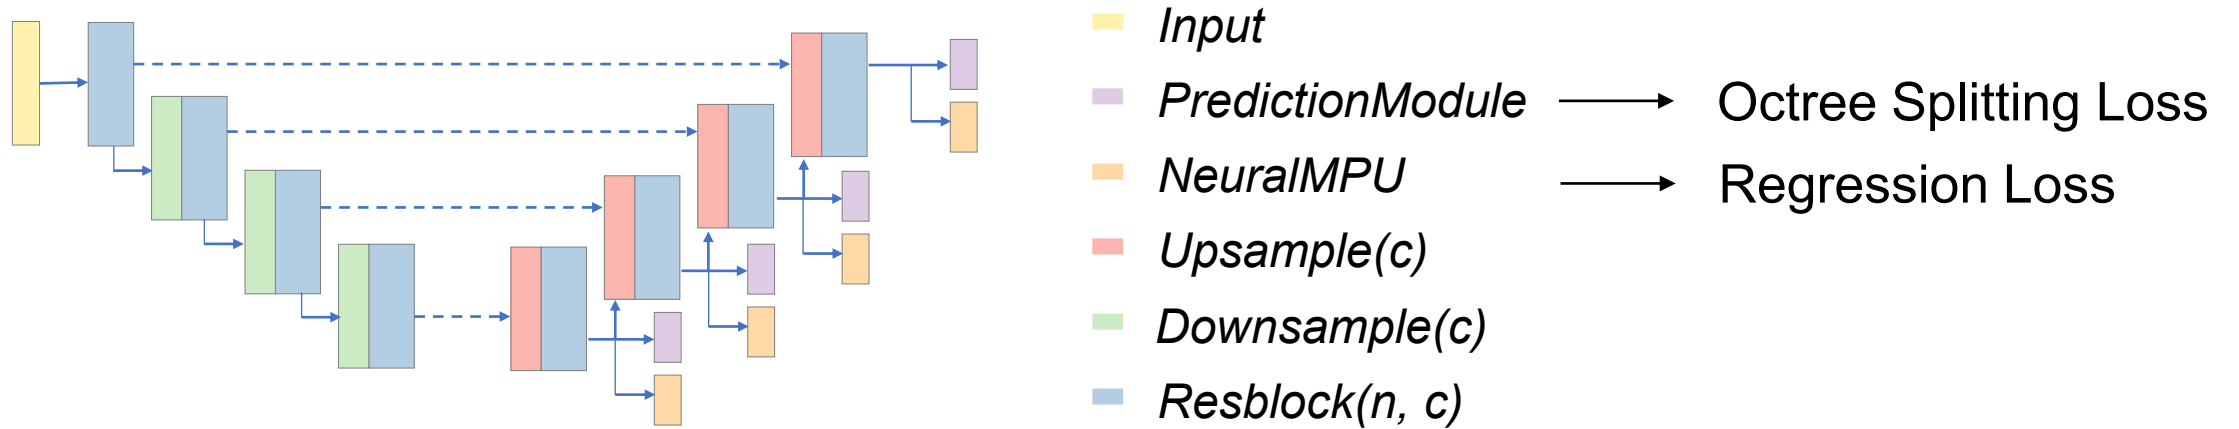 Input
PredictionModule
Octree Splitting Loss
NeuralMPU
Regression Loss
Upsample(c)
Downsample(c)
Resblock(n, c)